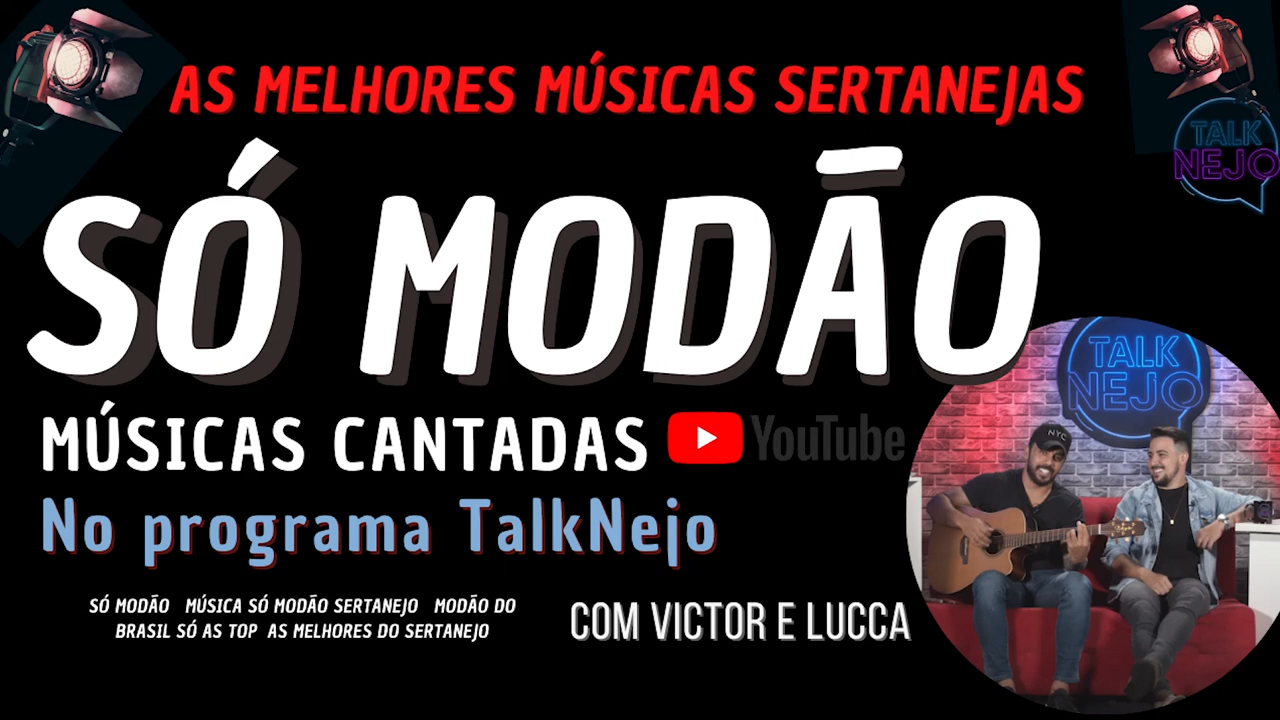 AS MELHORES MÚSICAS SERTANEJAS
TALK
NEJO
SÓ MODÃO
MÚSICAS CANTADAS
YouTube
No programa TalkNejo
TALK
NEJO
NYC
SÓ MODÃO MÚSICA SÓ MODÃO SERTANEJO MODÃO DO
BRASIL SÓ AS TOP AS MELHORES DO SERTANEJO
COM VICTOR E LUCCA